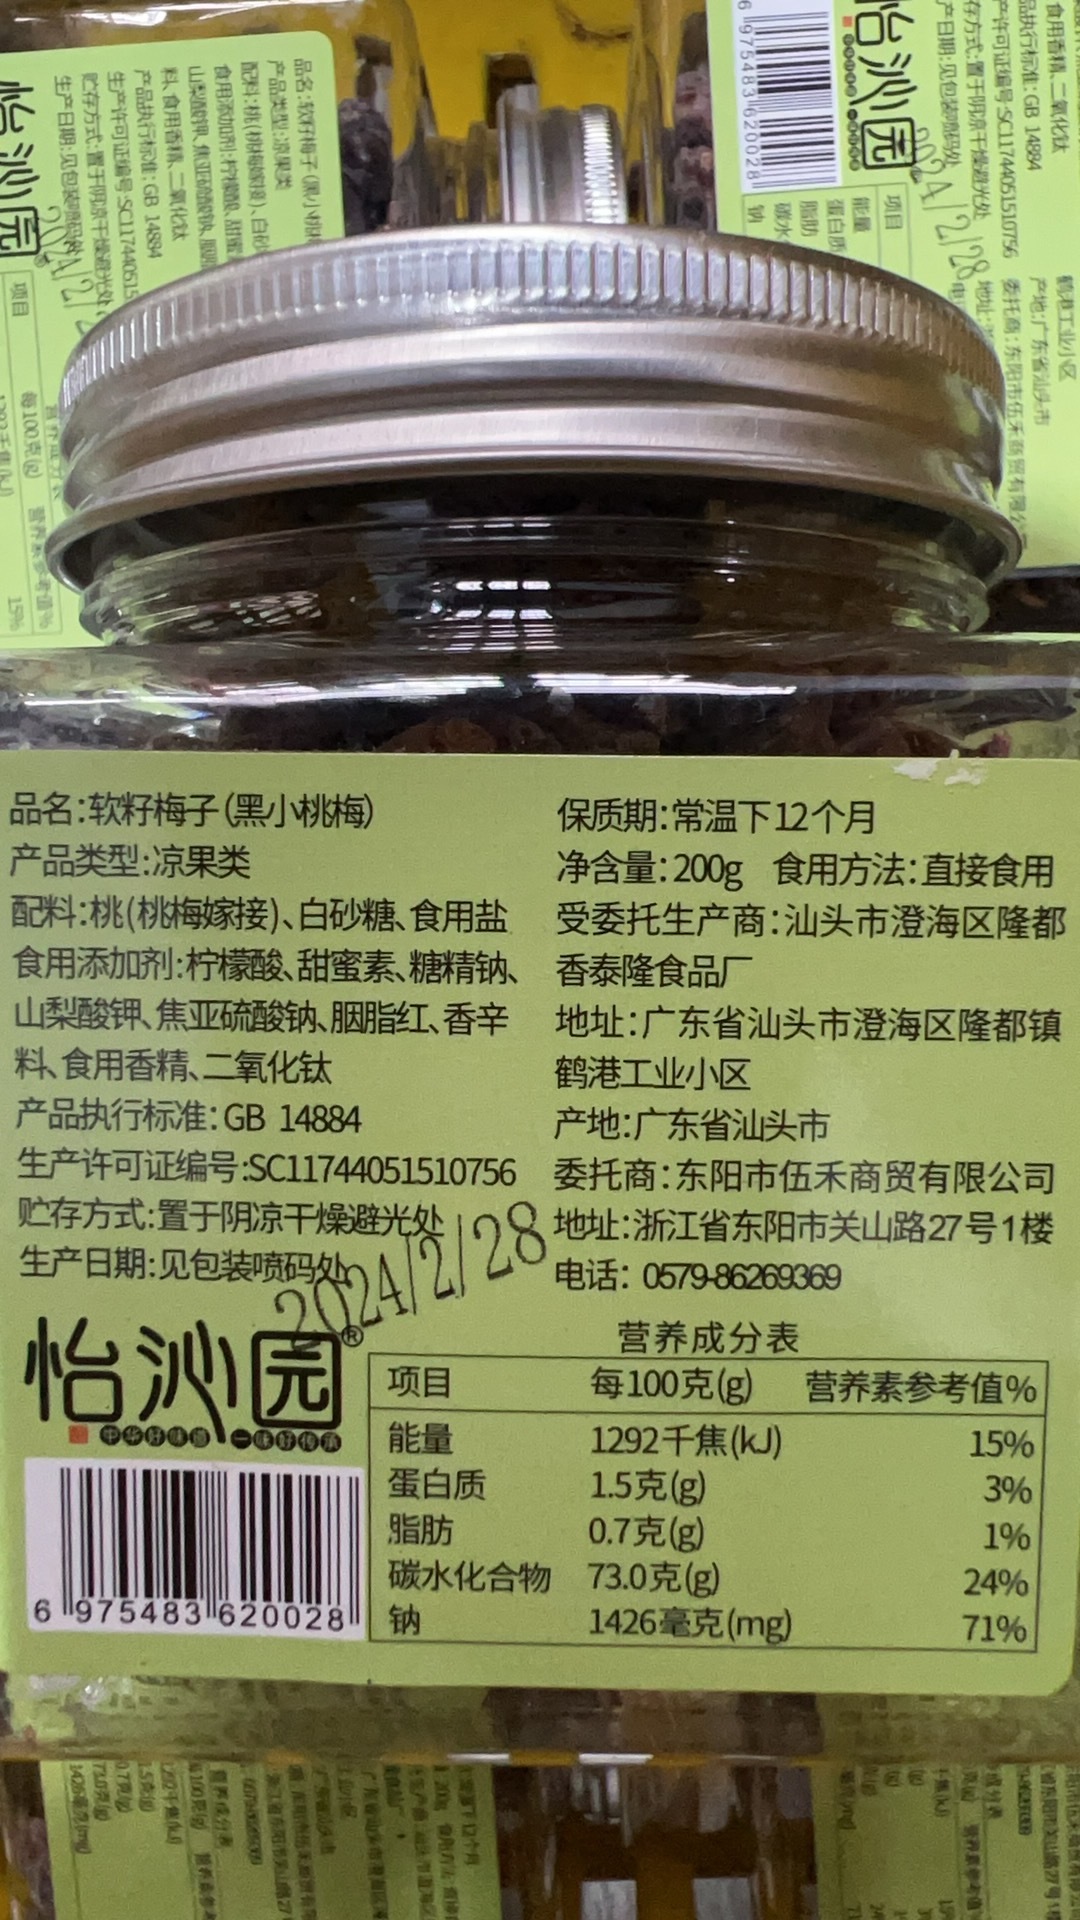 品名:软籽梅子(黑小桃梅)
产品类型:凉果类
配料:桃(桃梅嫁接)、白砂糖、食用盐
食用添加剂:柠檬酸、甜蜜素、糖精钠、
山梨酸钾、焦亚硫酸钠、胭脂红、香辛
料、食用香精、二氧化钛
产品执行标准:GB 14884
生产许可证编号:SC11744051510756
贮存方式:置于阴凉干燥避光处
生产日期:见包装喷码处
2024/2/28
保质期:常温下12个月
净含量:200g 食用方法:直接食用
受委托生产商:汕头市澄海区隆都
香泰隆食品厂
地址:广东省汕头市澄海区隆都镇
鹤港工业小区
产地:广东省汕头市
委托商:东阳市伍禾商贸有限公司
地址:浙江省东阳市关山路27号1楼
电话: 0579-86269369
怡沁园®
中华好味道 一味好传承
6 975483 620028
营养成分表
项目 每100克(g) 营养素参考值%
能量 1292千焦(kJ) 15%
蛋白质 1.5克(g) 3%
脂肪 0.7克(g) 1%
碳水化合物 73.0克(g) 24%
钠 1426毫克(mg) 71%